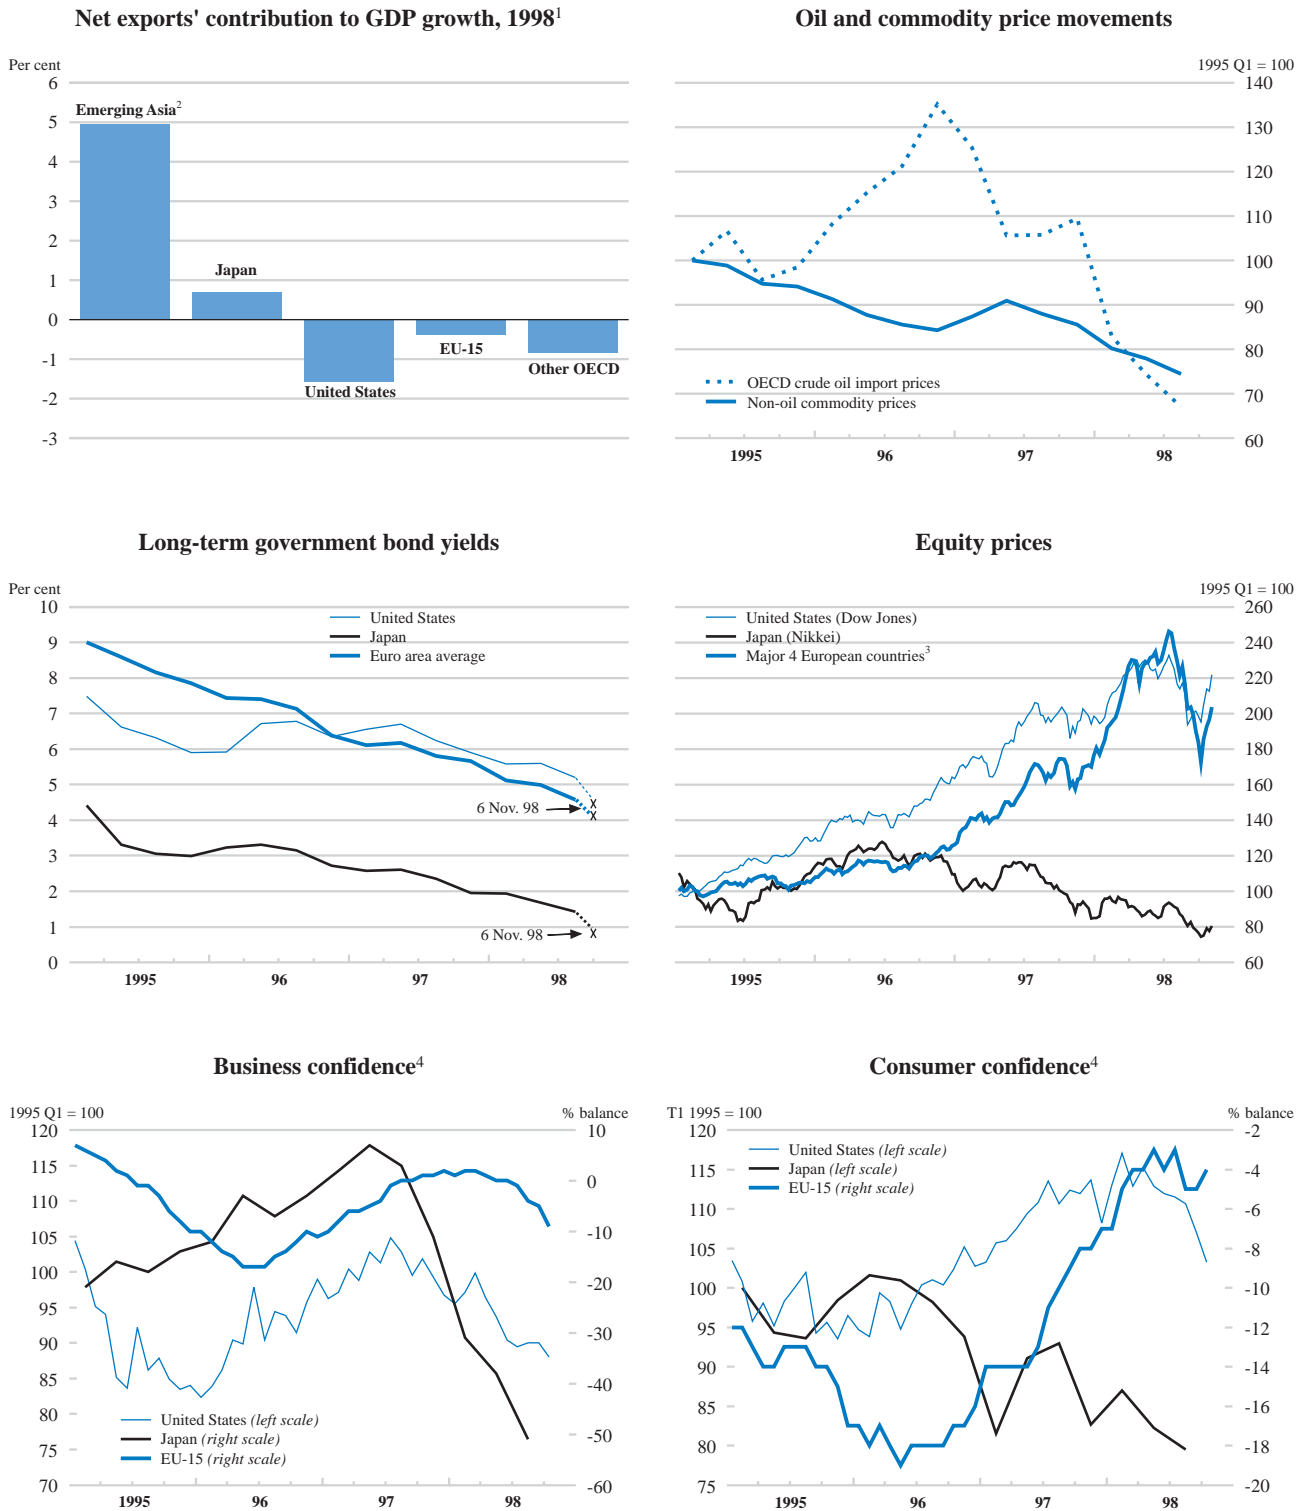 Net exports' contribution to GDP growth, 1998¹
Per cent
6
5
4
3
2
1
0
-1
-2
-3
Emerging Asia²
Japan
United States
EU-15
Other OECD
Oil and commodity price movements
1995 Q1 = 100
140
130
120
110
100
90
80
70
60
OECD crude oil import prices
Non-oil commodity prices
1995 96 97 98
Long-term government bond yields
Per cent
10
9
8
7
6
5
4
3
2
1
0
United States
Japan
Euro area average
6 Nov. 98
6 Nov. 98
1995 96 97 98
Equity prices
1995 Q1 = 100
260
240
220
200
180
160
140
120
100
80
60
United States (Dow Jones)
Japan (Nikkei)
Major 4 European countries³
1995 96 97 98
Business confidence⁴
1995 Q1 = 100
% balance
120
115
110
105
100
95
90
85
80
75
70
10
0
-10
-20
-30
-40
-50
-60
United States (left scale)
Japan (right scale)
EU-15 (right scale)
1995 96 97 98
Consumer confidence⁴
T1 1995 = 100
% balance
120
115
110
105
100
95
90
85
80
75
-2
-4
-6
-8
-10
-12
-14
-16
-18
-20
United States (left scale)
Japan (left scale)
EU-15 (right scale)
1995 96 97 98